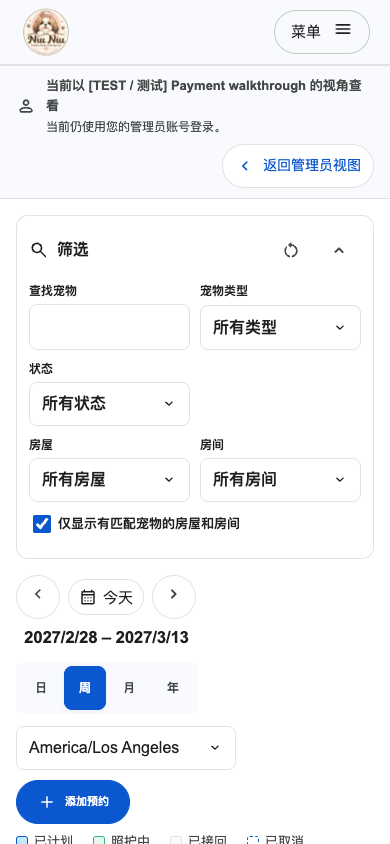 Niu Niu
菜单
当前以 [TEST / 测试] Payment walkthrough 的视角查
看
当前仍使用您的管理员账号登录。
返回管理员视图
筛选
查找宠物
宠物类型
所有类型
状态
所有状态
房屋
房间
所有房屋
所有房间
仅显示有匹配宠物的房屋和房间
今天
2027/2/28 – 2027/3/13
日
周
月
年
America/Los Angeles
添加预约
已计划
照护中
已接回
已取消